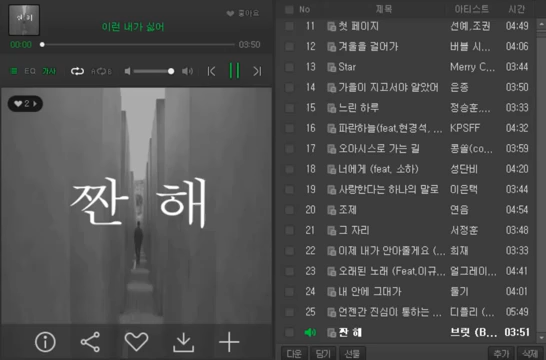 짠 해
♥ 좋아요
이런 내가 싫어
00:00
03:50
EQ 가사
♥2
짠 해
No 제목 아티스트 시간
11 첫 페이지 선예,조권 04:49
12 겨울을 걸어가 버블 시... 04:06
13 Star Merry C... 03:44
14 가을이 지고서야 알았어 은종 03:50
15 느린 하루 정승훈,... 03:33
16 파란하늘(feat,현경석, ... KPSFF 04:32
17 오아시스로 가는 길 콩쏠(co... 03:59
18 너에게 (feat, 소하) 성단비 04:20
19 사랑한다는 하나의 말로 이은택 03:44
20 조제 연음 04:54
21 그 자리 서정훈 03:48
22 이제 내가 안아줄게요 (... 희재 03:33
23 오래된 노래 (Feat,이규... 얼그레이... 04:41
24 내 안에 그대가 둘기 04:01
25 언젠간 진심이 통하는 ... 디플리 (... 05:49
짠 해 브릿 (B... 03:51
다운 담기 선물 추가 삭제